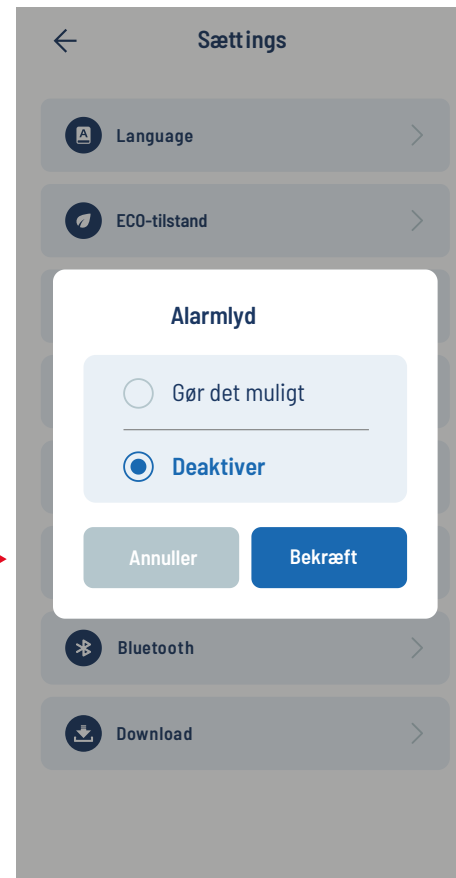 Sættings
Language
ECO-tilstand
Alarmlyd
Gør det muligt
Deaktiver
Annuller
Bekræft
Bluetooth
Download